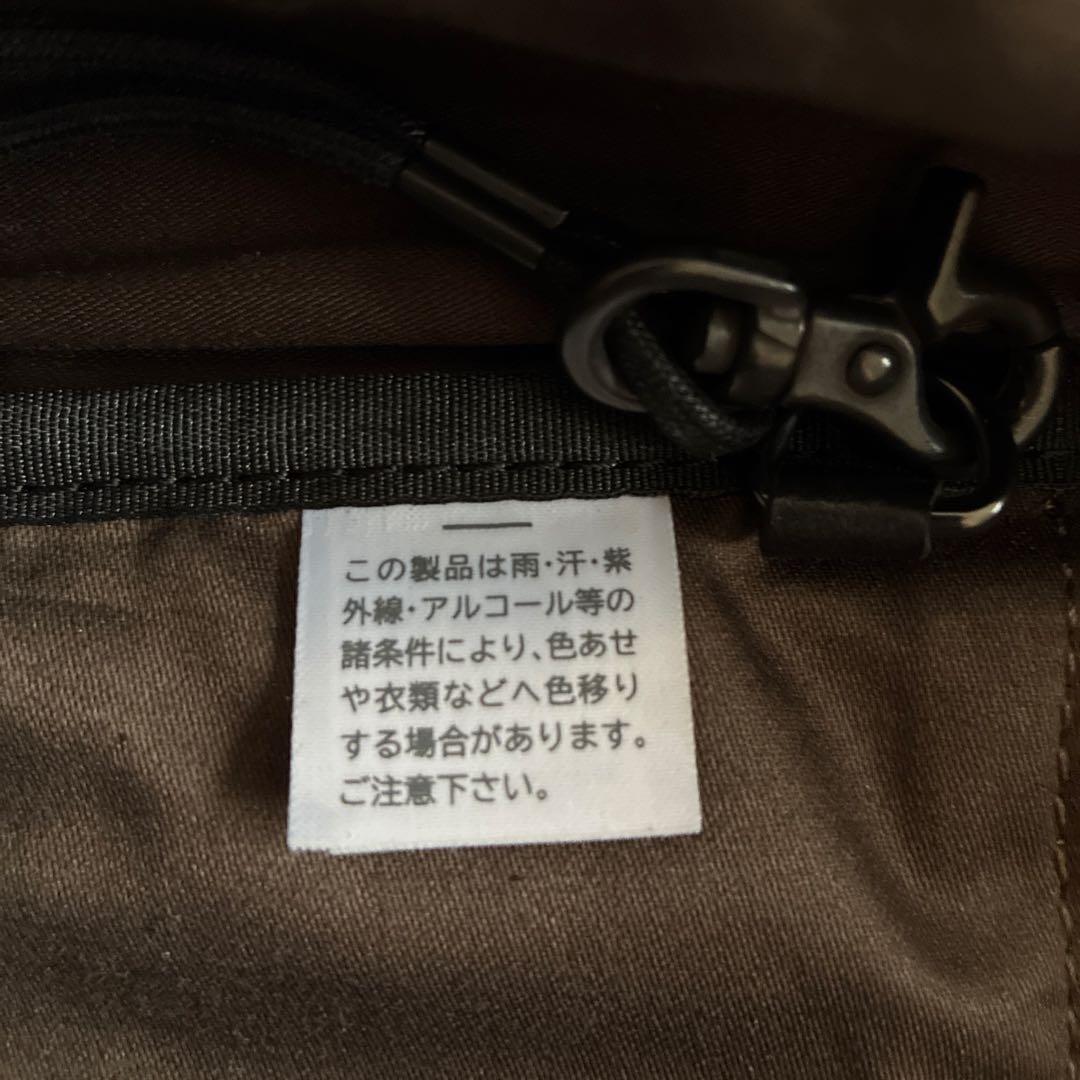 この製品は雨・汗・紫
外線・アルコール等の
諸条件により、色あせ
や衣類などへ色移り
する場合があります。
ご注意下さい。